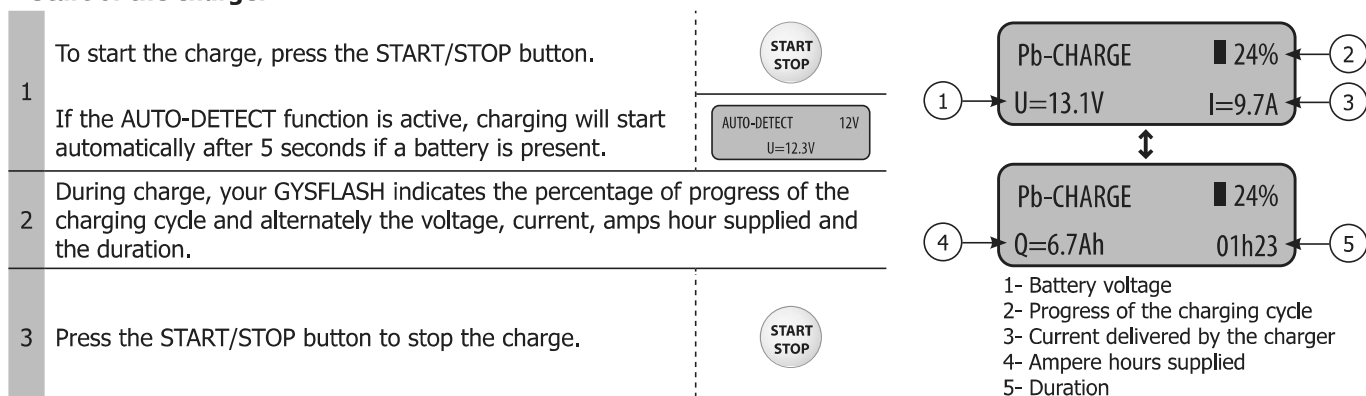 1
To start the charge, press the START/STOP button.
START
STOP
If the AUTO-DETECT function is active, charging will start
automatically after 5 seconds if a battery is present.
AUTO-DETECT 12V
U=12.3V
2
During charge, your GYSFLASH indicates the percentage of progress of the
charging cycle and alternately the voltage, current, amps hour supplied and
the duration.
3
Press the START/STOP button to stop the charge.
START
STOP
Pb-CHARGE 24%
U=13.1V I=9.7A
1
2
3
Pb-CHARGE 24%
Q=6.7Ah 01h23
4
5
1- Battery voltage
2- Progress of the charging cycle
3- Current delivered by the charger
4- Ampere hours supplied
5- Duration